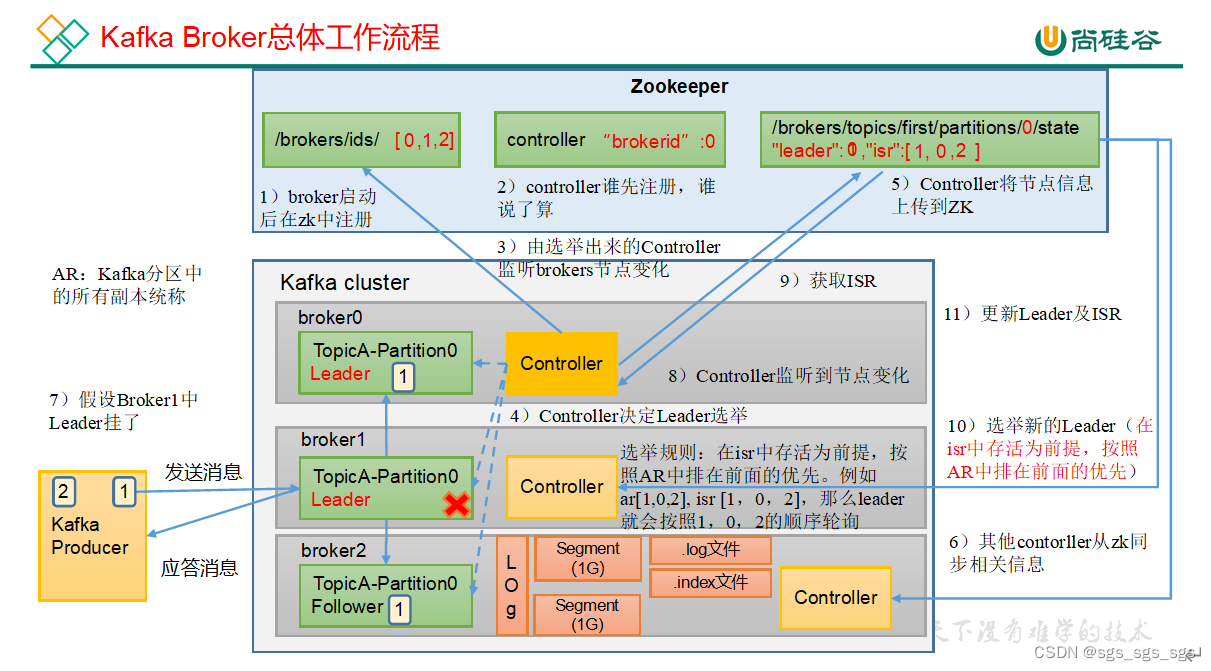 Kafka Broker总体工作流程
尚硅谷
Zookeeper
/brokers/ids/ [ 0,1,2]
controller “brokerid” :0
/brokers/topics/first/partitions/0/state
"leader": ,"isr":[ 1, 0 ,2 ]
1）broker启动
后在zk中注册
2）controller谁先注册，谁
说了算
5）Controller将节点信息
上传到ZK
3）由选举出来的Controller
监听brokers节点变化
AR：Kafka分区中
的所有副本统称
Kafka cluster
9）获取ISR
11）更新Leader及ISR
broker0
TopicA-Partition0
Leader
1
Controller
8）Controller监听到节点变化
7）假设Broker1中
Leader挂了
4）Controller决定Leader选举
10）选举新的Leader（在
isr中存活为前提，按照
AR中排在前面的优先）
broker1
TopicA-Partition0
Leader
Controller
选举规则：在isr中存活为前提，按
照AR中排在前面的优先。例如
ar[1,0,2], isr [1，0，2]，那么leader
就会按照1，0，2的顺序轮询
发送消息
2
1
Kafka
Producer
应答消息
broker2
TopicA-Partition0
Follower
1
LOg
Segment
(1G)
Segment
(1G)
.log文件
.index文件
Controller
6）其他contorller从zk同
步相关信息
天下没有难学的技术
CSDN @sgs_sgs_sgs